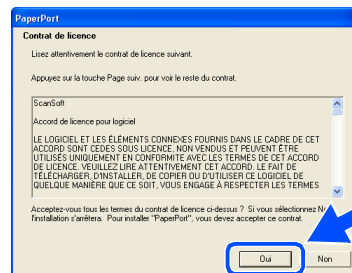 PaperPort
Contrat de licence
Lisez attentivement le contrat de licence suivant.
Appuyez sur la touche Page suiv. pour voir le reste du contrat.
ScanSoft
Accord de licence pour logiciel
LE LOGICIEL ET LES ÉLÉMENTS CONNEXES FOURNIS DANS LE CADRE DE CET
ACCORD SONT CEDES SOUS LICENCE, NON VENDUS ET PEUVENT ÊTRE
UTILISÉS UNIQUEMENT EN CONFORMITE AVEC LES TERMES DE CET ACCORD
DE LICENCE. VEUILLEZ LIRE ATTENTIVEMENT CET ACCORD. LE FAIT DE
TÉLÉCHARGER, D'INSTALLER, DE COPIER OU D'UTILISER CE LOGICIEL DE
QUELQUE MANIÈRE QUE CE SOIT, VOUS ENGAGE À RESPECTER LES TERMES
Acceptez-vous tous les termes du contrat de licence ci-dessus ? Si vous sélectionnez
l'installation s'arrêtera. Pour installer "PaperPort", vous devez accepter ce contrat.
Oui Non